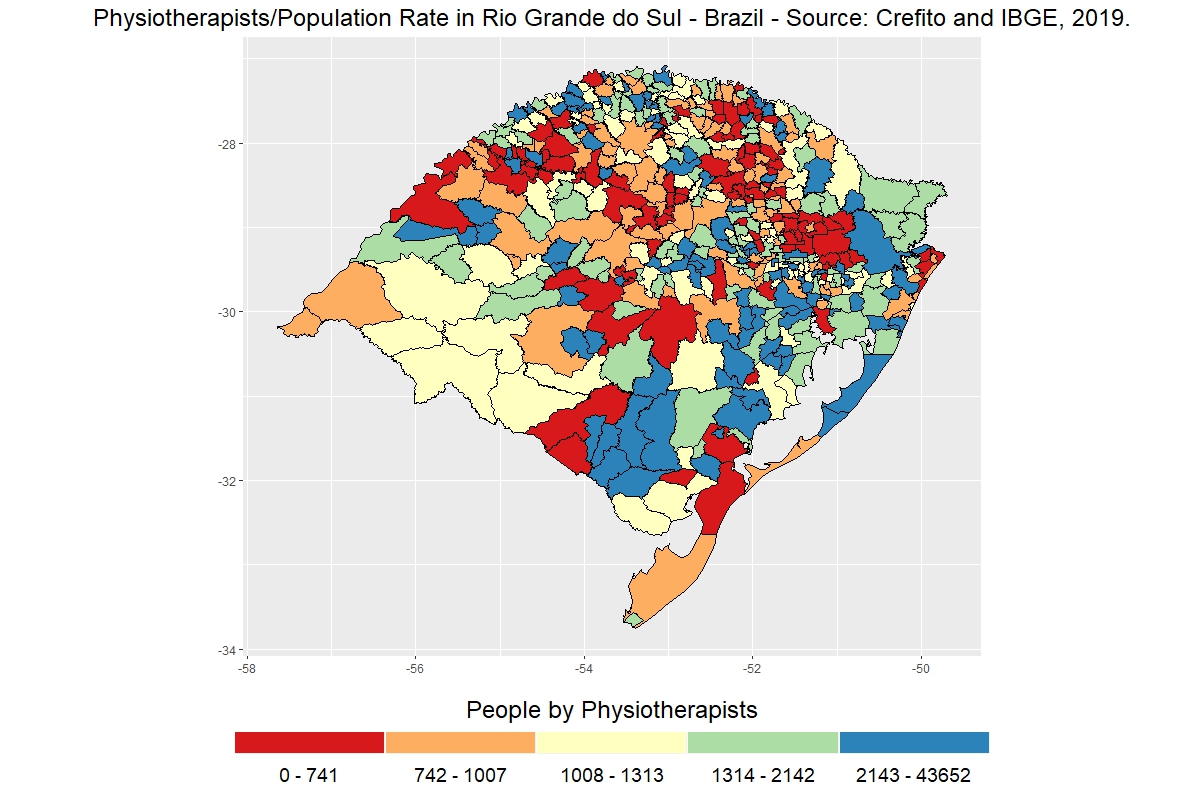 Physiotherapists/Population Rate in Rio Grande do Sul - Brazil - Source: Crefito and IBGE, 2019.
-28
-30
-32
-34
-58 -56 -54 -52 -50
People by Physiotherapists
0 - 741 742 - 1007 1008 - 1313 1314 - 2142 2143 - 43652